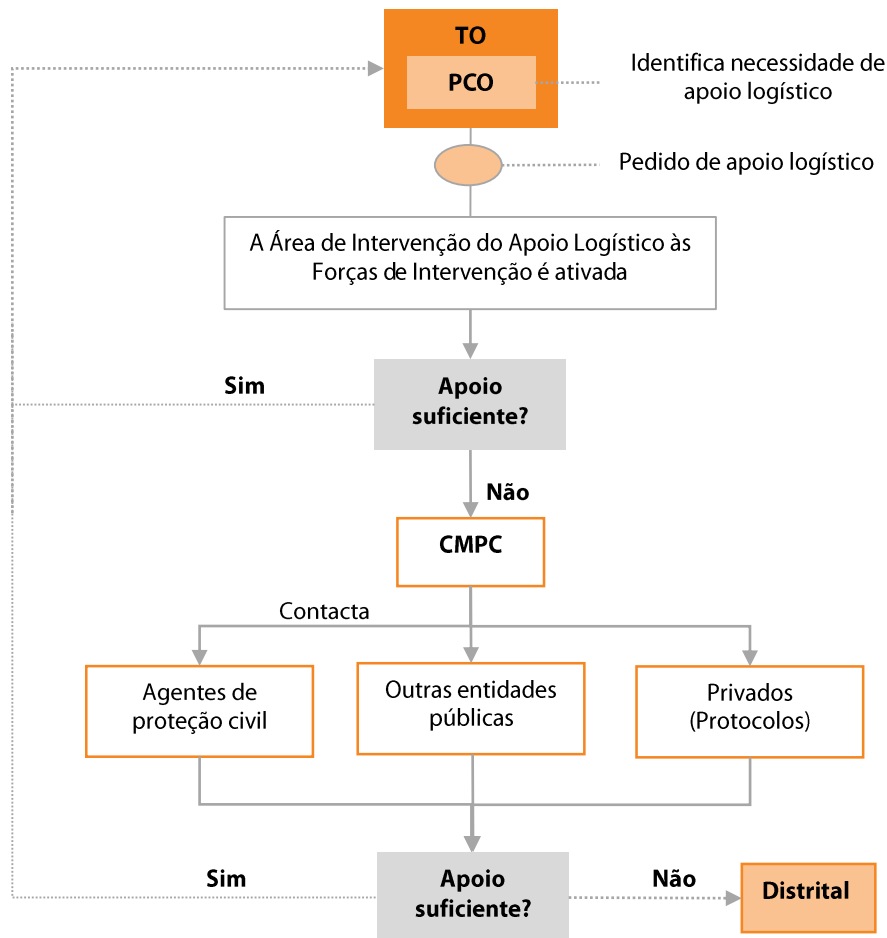 TO
PCO
Identifica necessidade de
apoio logístico
Pedido de apoio logístico
A Área de Intervenção do Apoio Logístico às
Forças de Intervenção é ativada
Sim
Apoio
suficiente?
Não
CMPC
Contacta
Agentes de
proteção civil
Outras entidades
públicas
Privados
(Protocolos)
Sim
Apoio
suficiente?
Não
Distrital